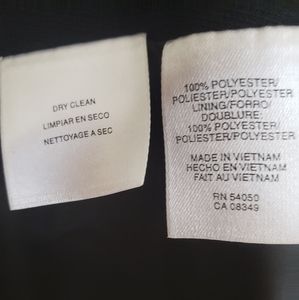 DRY CLEAN
LIMPIAR EN SECO
NETTOYAGE A SEC
100% POLYESTER/
POLIESTER/POLYESTER
LINING/FORRO/
DOUBLURE:
100% POLYESTER/
POLIESTER/POLYESTER
MADE IN VIETNAM
HECHO EN VIETNAM
FAIT AU VIETNAM
RN 54050
CA 08349